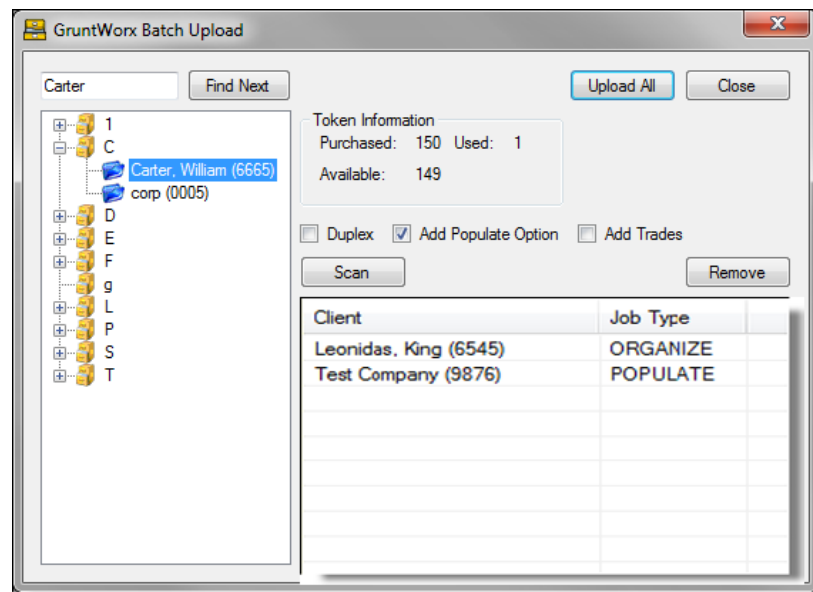 GruntWorx Batch Upload
x
Carter
Find Next
Upload All
Close
1
C
Carter, William (6665)
corp (0005)
D
E
F
g
L
P
S
T
Token Information
Purchased: 150 Used: 1
Available: 149
Duplex Add Populate Option Add Trades
Scan
Remove
Client Job Type
Leonidas, King (6545) ORGANIZE
Test Company (9876) POPULATE